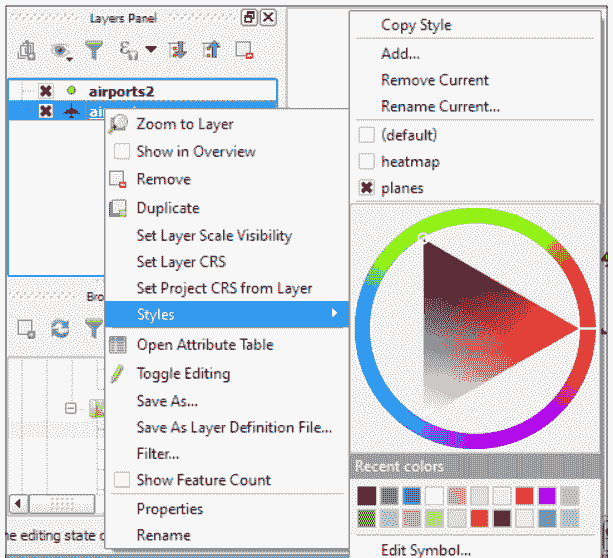 Layers Panel
airports2
Zoom to Layer
Show in Overview
Remove
Duplicate
Set Layer Scale Visibility
Set Layer CRS
Set Project CRS from Layer
Styles
Open Attribute Table
Toggle Editing
Save As...
Save As Layer Definition File...
Filter...
Show Feature Count
Properties
Rename
Copy Style
Add...
Remove Current
Rename Current...
(default)
heatmap
planes
Recent colors
Edit Symbol...